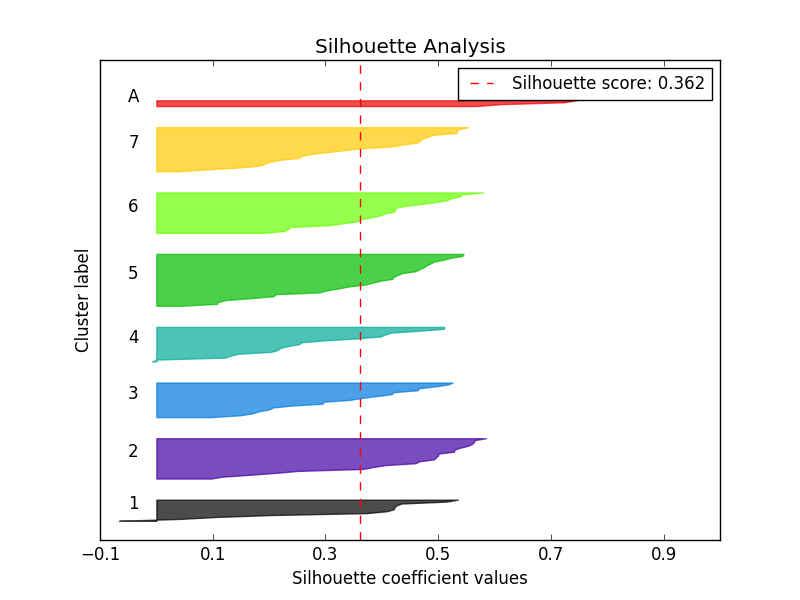 Silhouette Analysis
Silhouette score: 0.362
A
7
6
5
4
3
2
1
Cluster label
−0.1 0.1 0.3 0.5 0.7 0.9
Silhouette coefficient values